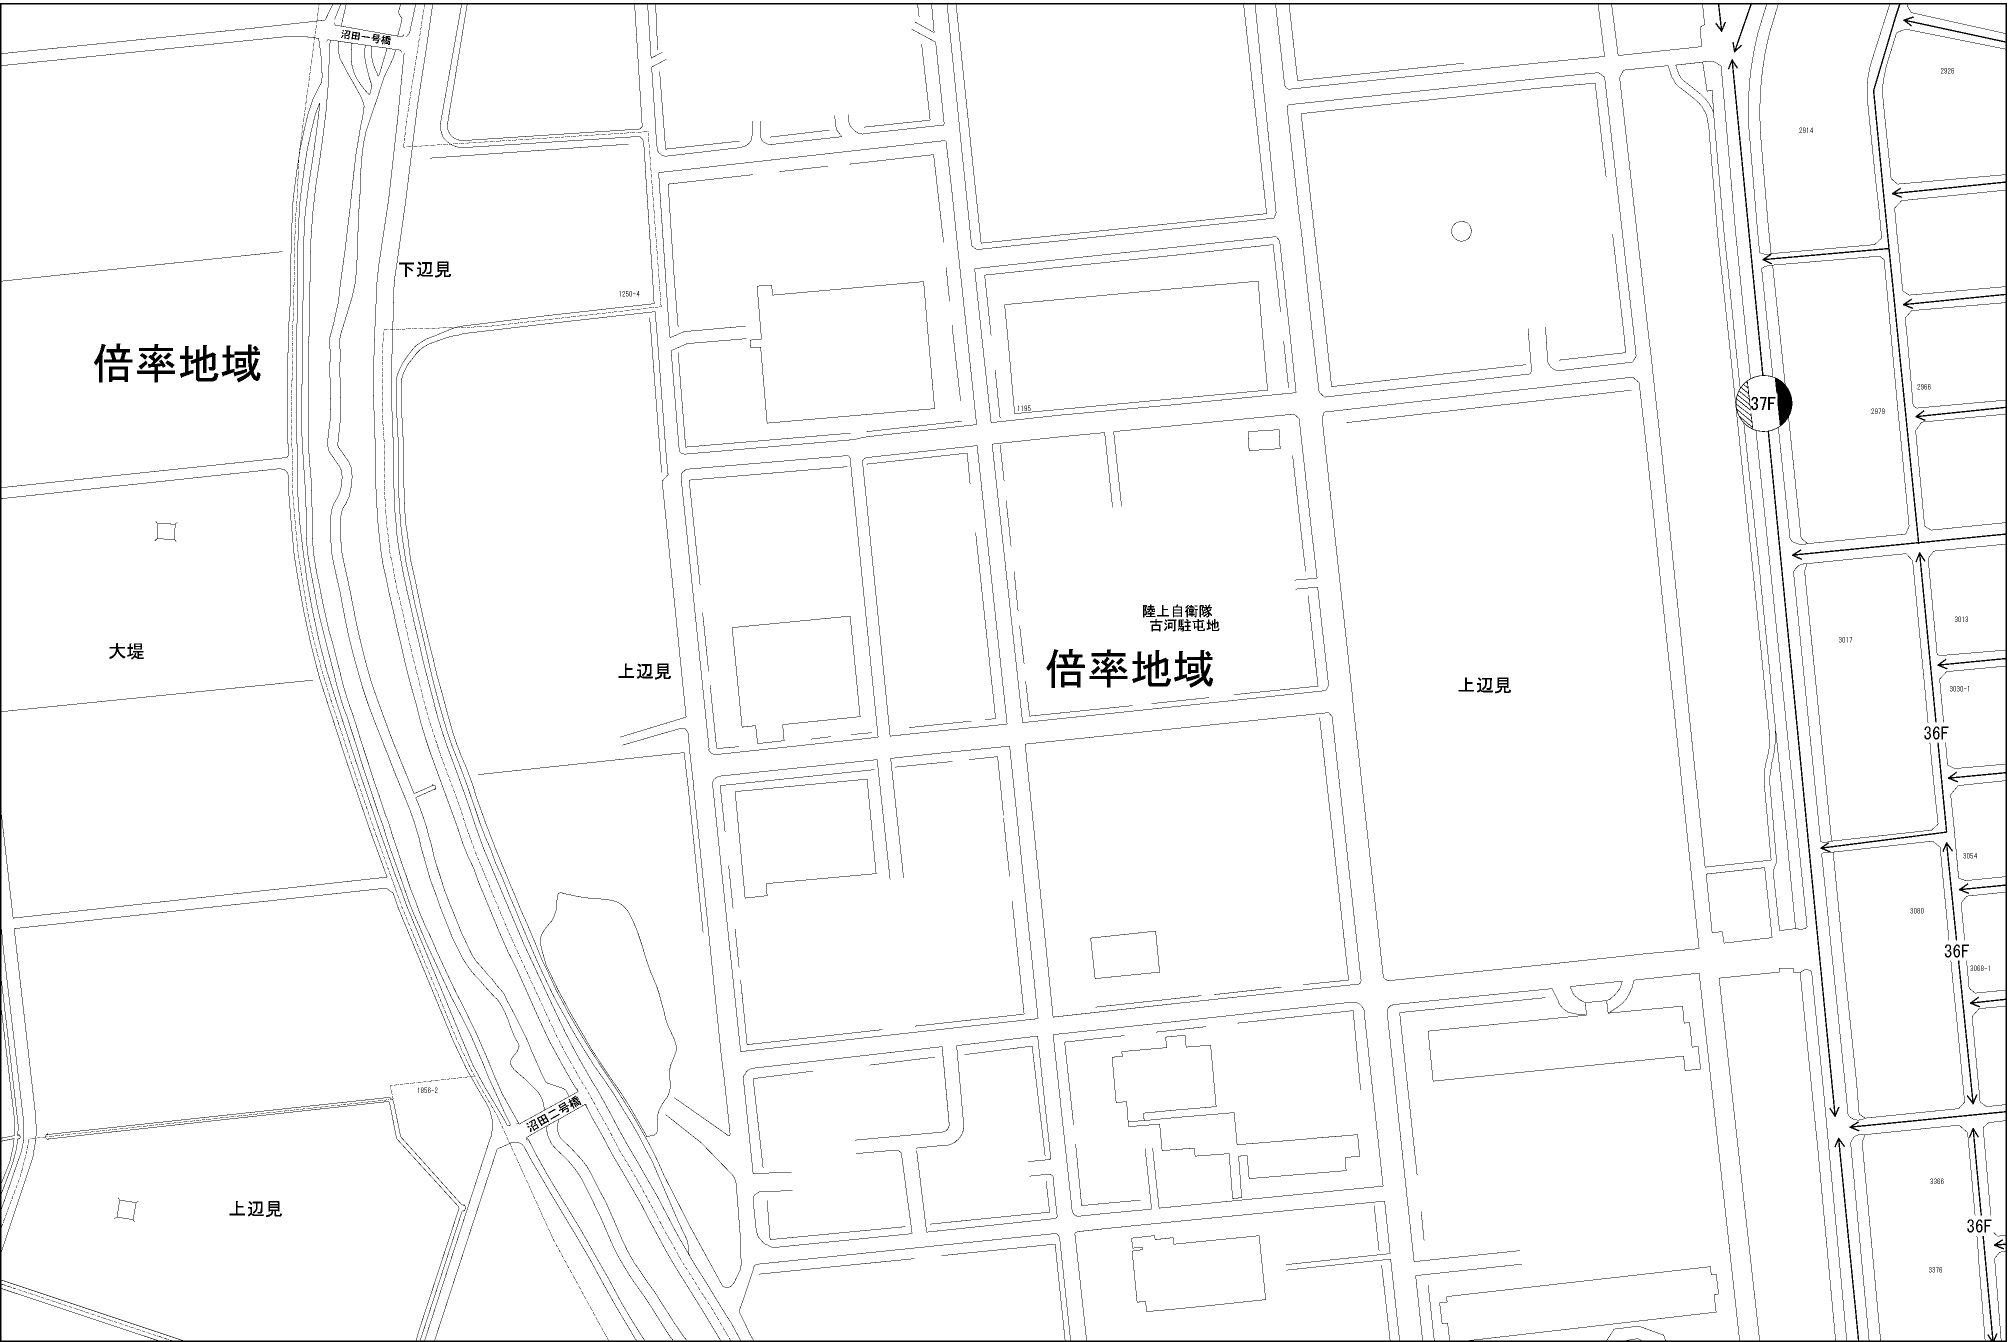 沼田一号橋
2926
2914
下辺見
1250-4
倍率地域
37F
2966
1195
2979
陸上自衛隊
古河駐屯地
3013
3017
大堤
倍率地域
上辺見
上辺見
3030-1
36F
3054
3080
36F
3068-1
1856-2
沼田二号橋
3366
上辺見
36F
3376